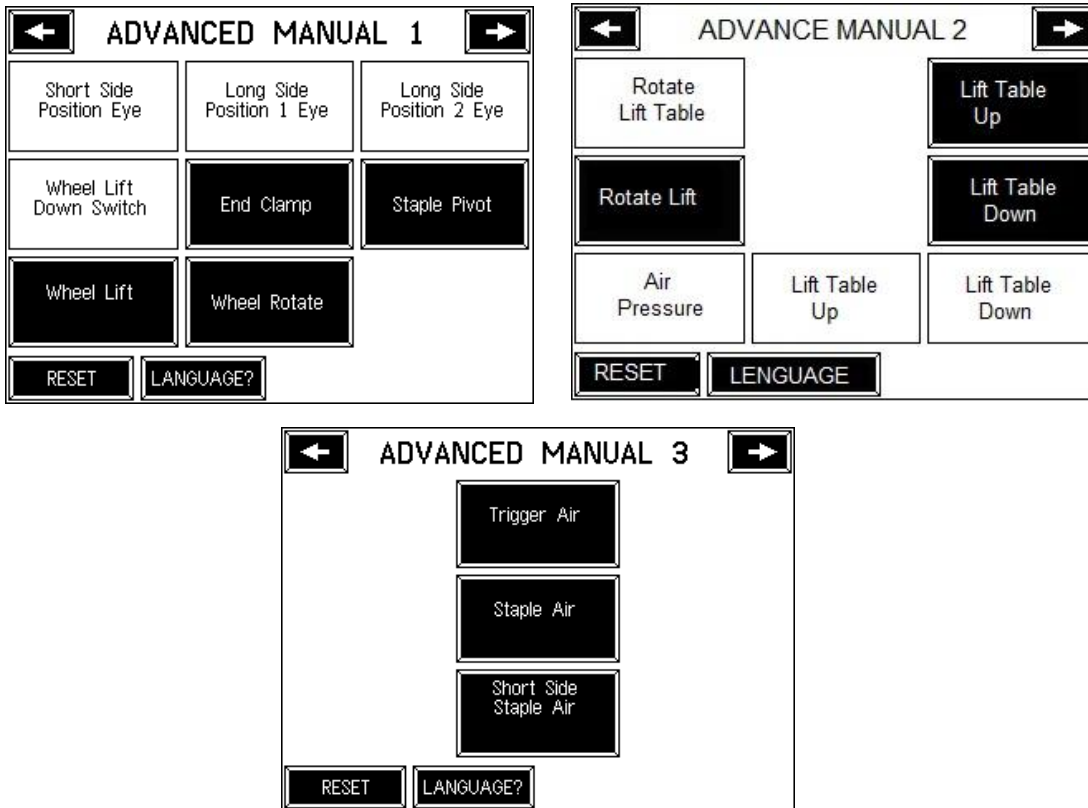 ADVANCED MANUAL 1
Short Side
Position Eye
Long Side
Position 1 Eye
Long Side
Position 2 Eye
Wheel Lift
Down Switch
End Clamp
Staple Pivot
Wheel Lift
Wheel Rotate
RESET
LANGUAGE?
ADVANCE MANUAL 2
Rotate
Lift Table
Lift Table
Up
Rotate Lift
Lift Table
Down
Air
Pressure
Lift Table
Up
Lift Table
Down
RESET
LENGUAGE
ADVANCED MANUAL 3
Trigger Air
Staple Air
Short Side
Staple Air
RESET
LANGUAGE?